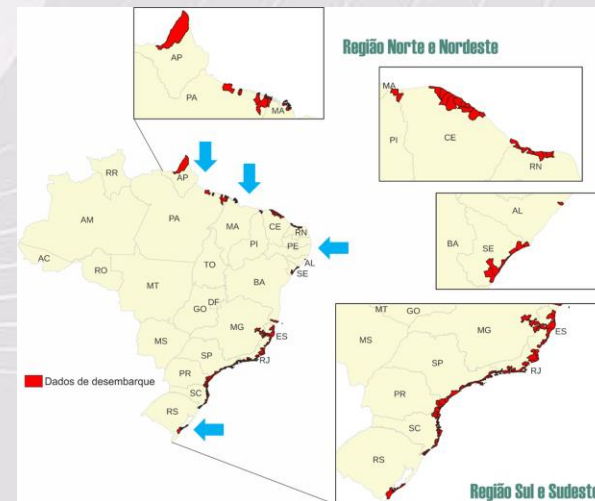 Região Norte e Nordeste
AP
PA
MA
MA
PI
CE
RN
AL
BA
SE
RR
AP
AM
PA
MA
CE
RN
PI
PE
AC
RO
TO
AL
SE
MT
BA
DF
GO
MG
MS
ES
SP
RJ
PR
SC
RS
Dados de desembarque
MT
GO
MS
MG
ES
SP
RJ
PR
SC
RS
Região Sul e Sudeste